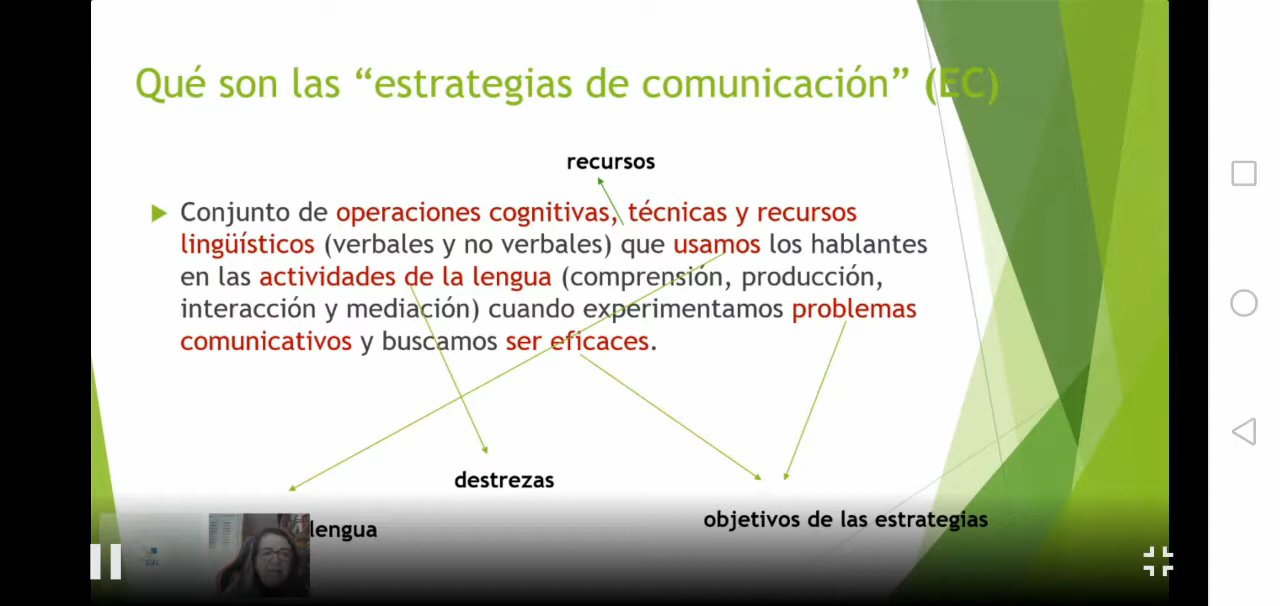 Qué son las “estrategias de comunicación” (EC)
recursos
Conjunto de operaciones cognitivas, técnicas y recursos
lingüísticos (verbales y no verbales) que usamos los hablantes
en las actividades de la lengua (comprensión, producción,
interacción y mediación) cuando experimentamos problemas
comunicativos y buscamos ser eficaces.
destrezas
objetivos de las estrategias
lengua